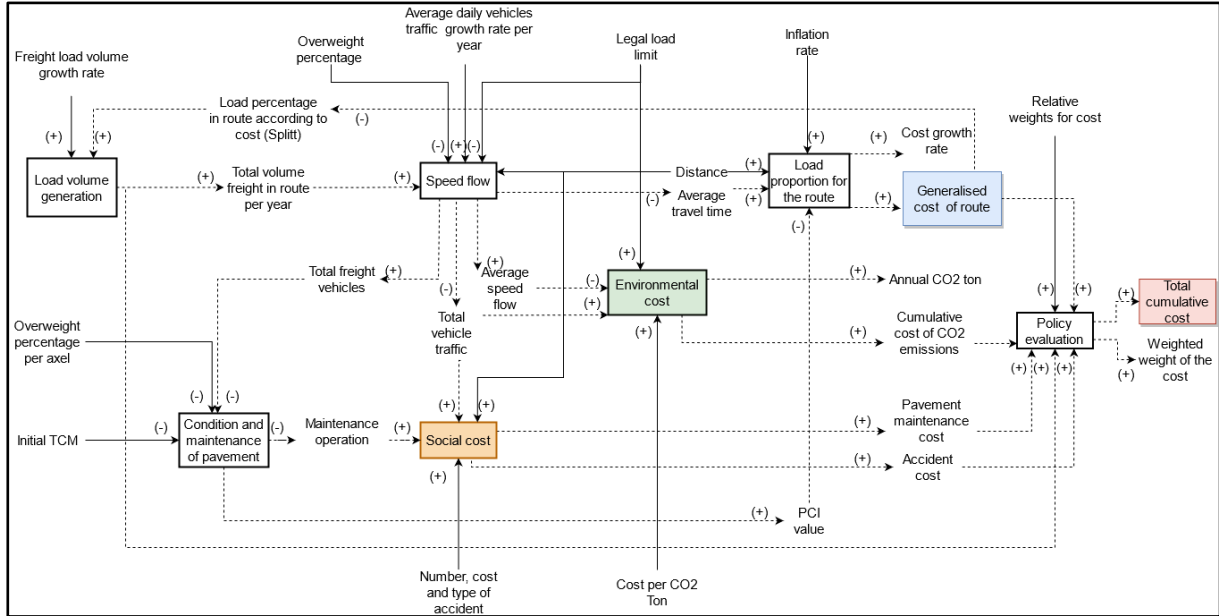 Average daily vehicles
traffic growth rate per
year
Overweight
percentage
Legal load
limit
Inflation
rate
Freight load volume
growth rate
Load percentage
in route according to
cost (Splitt)
(-)
Relative
weights for cost
(+)
(+)
(-)
(+)
(-)
(+)
(+)
Cost growth
rate
Load volume
generation
(+)
Total volume
freight in route
per year
(+)
Speed flow
Distance
(+)
Load
proportion for
the route
(-)
Average
travel time
(+)
(+)
Generalised
cost of route
(-)
Total freight
vehicles
(+)
(-)
(+)
Average
speed
flow
(+)
(-)
(+)
Environmental
cost
(+)
Annual CO2 ton
(+)
(+)
(+)
Total
cumulative
cost
Total
vehicle
traffic
(+)
(+)
Cumulative
cost of CO2
emissions
Policy
evaluation
(+)
Weighted
weight of the
cost
Overweight
percentage
per axel
(-)
(-)
(+)
(+)
(+)
(+)
(+)
Initial TCM
(-)
Condition and
maintenance
of pavement
(-)
Maintenance
operation
(+)
Social cost
(+)
Pavement
maintenance
cost
(+)
(+)
Accident
cost
(+)
PCI
value
Number, cost
and type of
accident
Cost per CO2
Ton